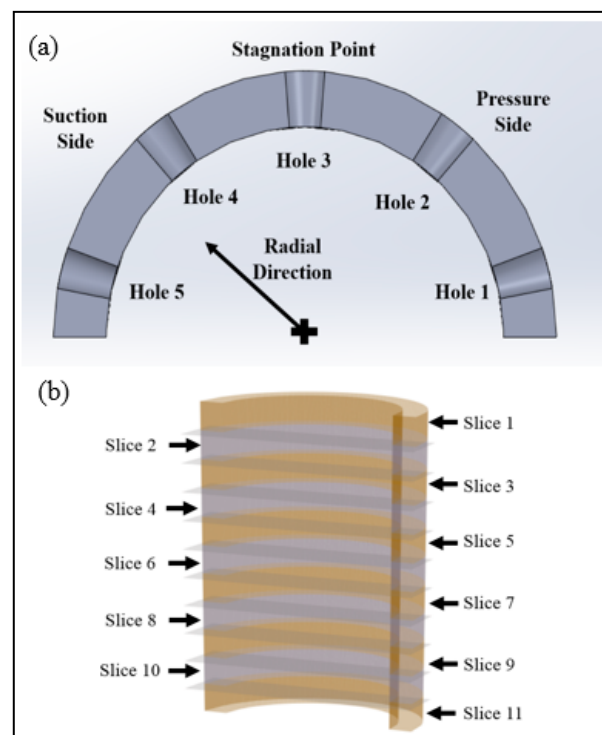 (a)
Stagnation Point
Suction
Side
Pressure
Side
Hole 3
Hole 4
Hole 2
Radial
Direction
Hole 5
Hole 1
(b)
Slice 1
Slice 2
Slice 3
Slice 4
Slice 5
Slice 6
Slice 7
Slice 8
Slice 9
Slice 10
Slice 11